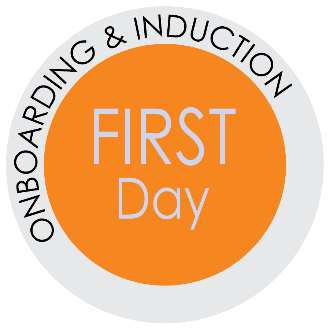 ONBOARDING & INDUCTION
FIRST
Day